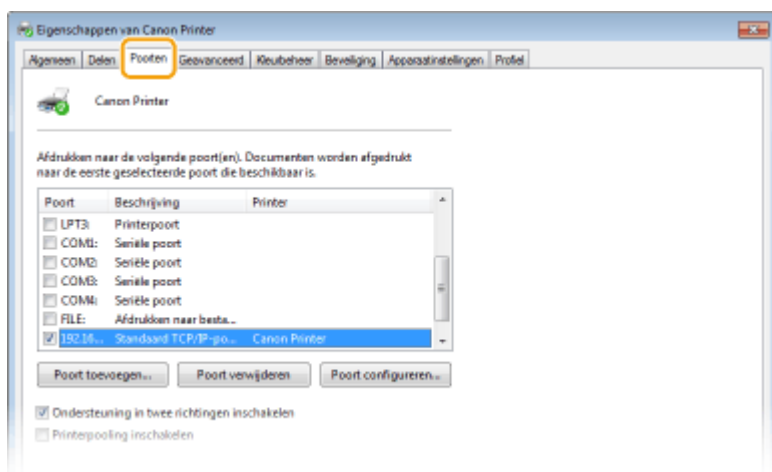 Eigenschappen van Canon Printer
Algemeen Delen Poorten Geavanceerd Kleurbeheer Beveiliging Apparaatinstellingen Profiel
Canon Printer
Afdrukken naar de volgende poort(en). Documenten worden afgedrukt
naar de eerste geselecteerde poort die beschikbaar is.
Poort Beschrijving Printer
LPT3: Printerpoort
COM1: Seriële poort
COM2: Seriële poort
COM3: Seriële poort
COM4: Seriële poort
FILE: Afdrukken naar besta...
192.16... Standaard TCP/IP-po... Canon Printer
Poort toevoegen... Poort verwijderen Poort configureren...
Ondersteuning in twee richtingen inschakelen
Printerpooling inschakelen